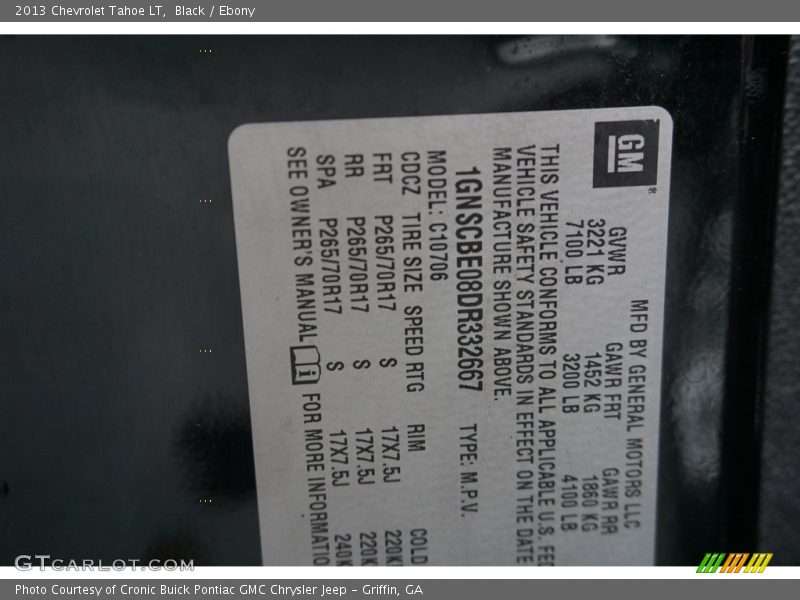 2013 Chevrolet Tahoe LT, Black / Ebony
GM
MFD BY GENERAL MOTORS LLC
GVWR GAWR FRT GAWR RR
3221 KG 1452 KG 1860 KG
7100 LB 3200 LB 4100 LB
THIS VEHICLE CONFORMS TO ALL APPLICABLE U.S.
VEHICLE SAFETY STANDARDS IN EFFECT ON THE DATE
MANUFACTURE SHOWN ABOVE.
1GNSCBE08DR332667 TYPE: M.P.V.
MODEL: C10706
CDCZ TIRE SIZE SPEED RTG RIM COLD
FRT P265/70R17 S 17X7.5J 220K
RR P265/70R17 S 17X7.5J 220K
SPA P265/70R17 S 17X7.5J 240K
SEE OWNER'S MANUAL i FOR MORE INFORMATIO
GTcarlot.com
Photo Courtesy of Cronic Buick Pontiac GMC Chrysler Jeep - Griffin, GA